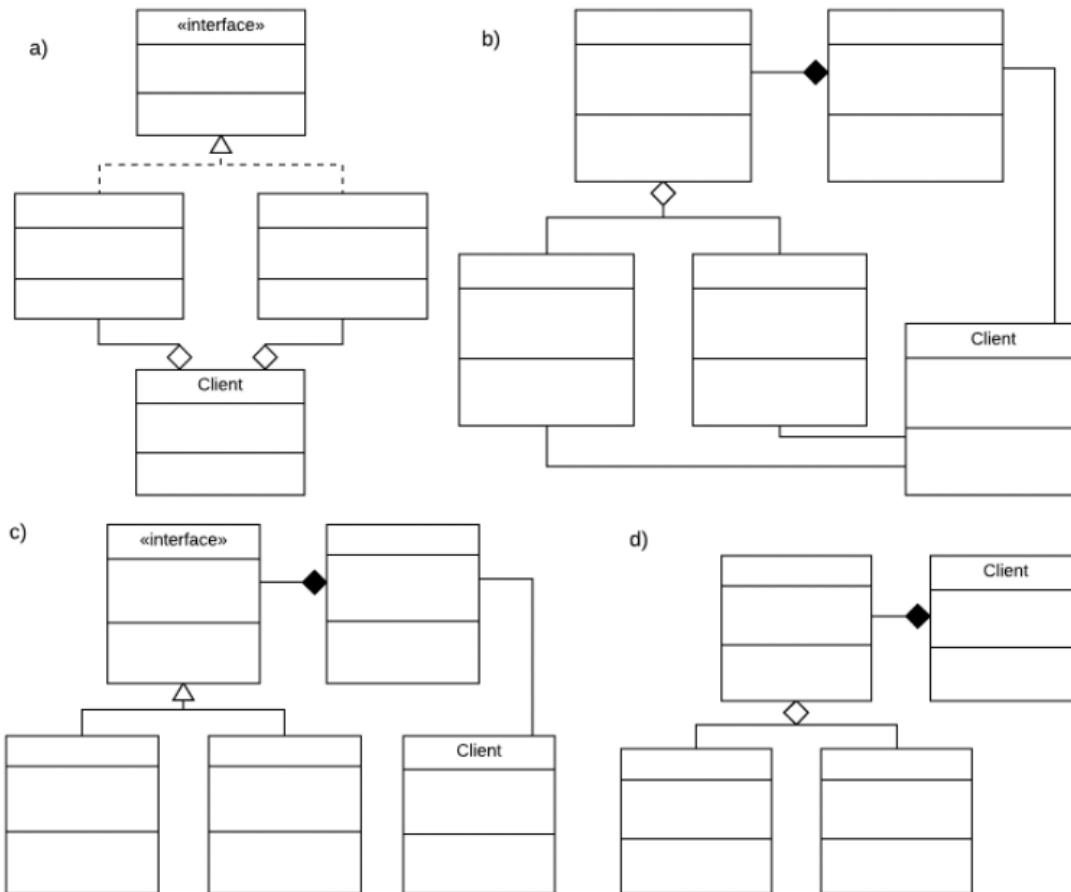 a)
«interface»
Client
b)
Client
c)
«interface»
Client
d)
Client